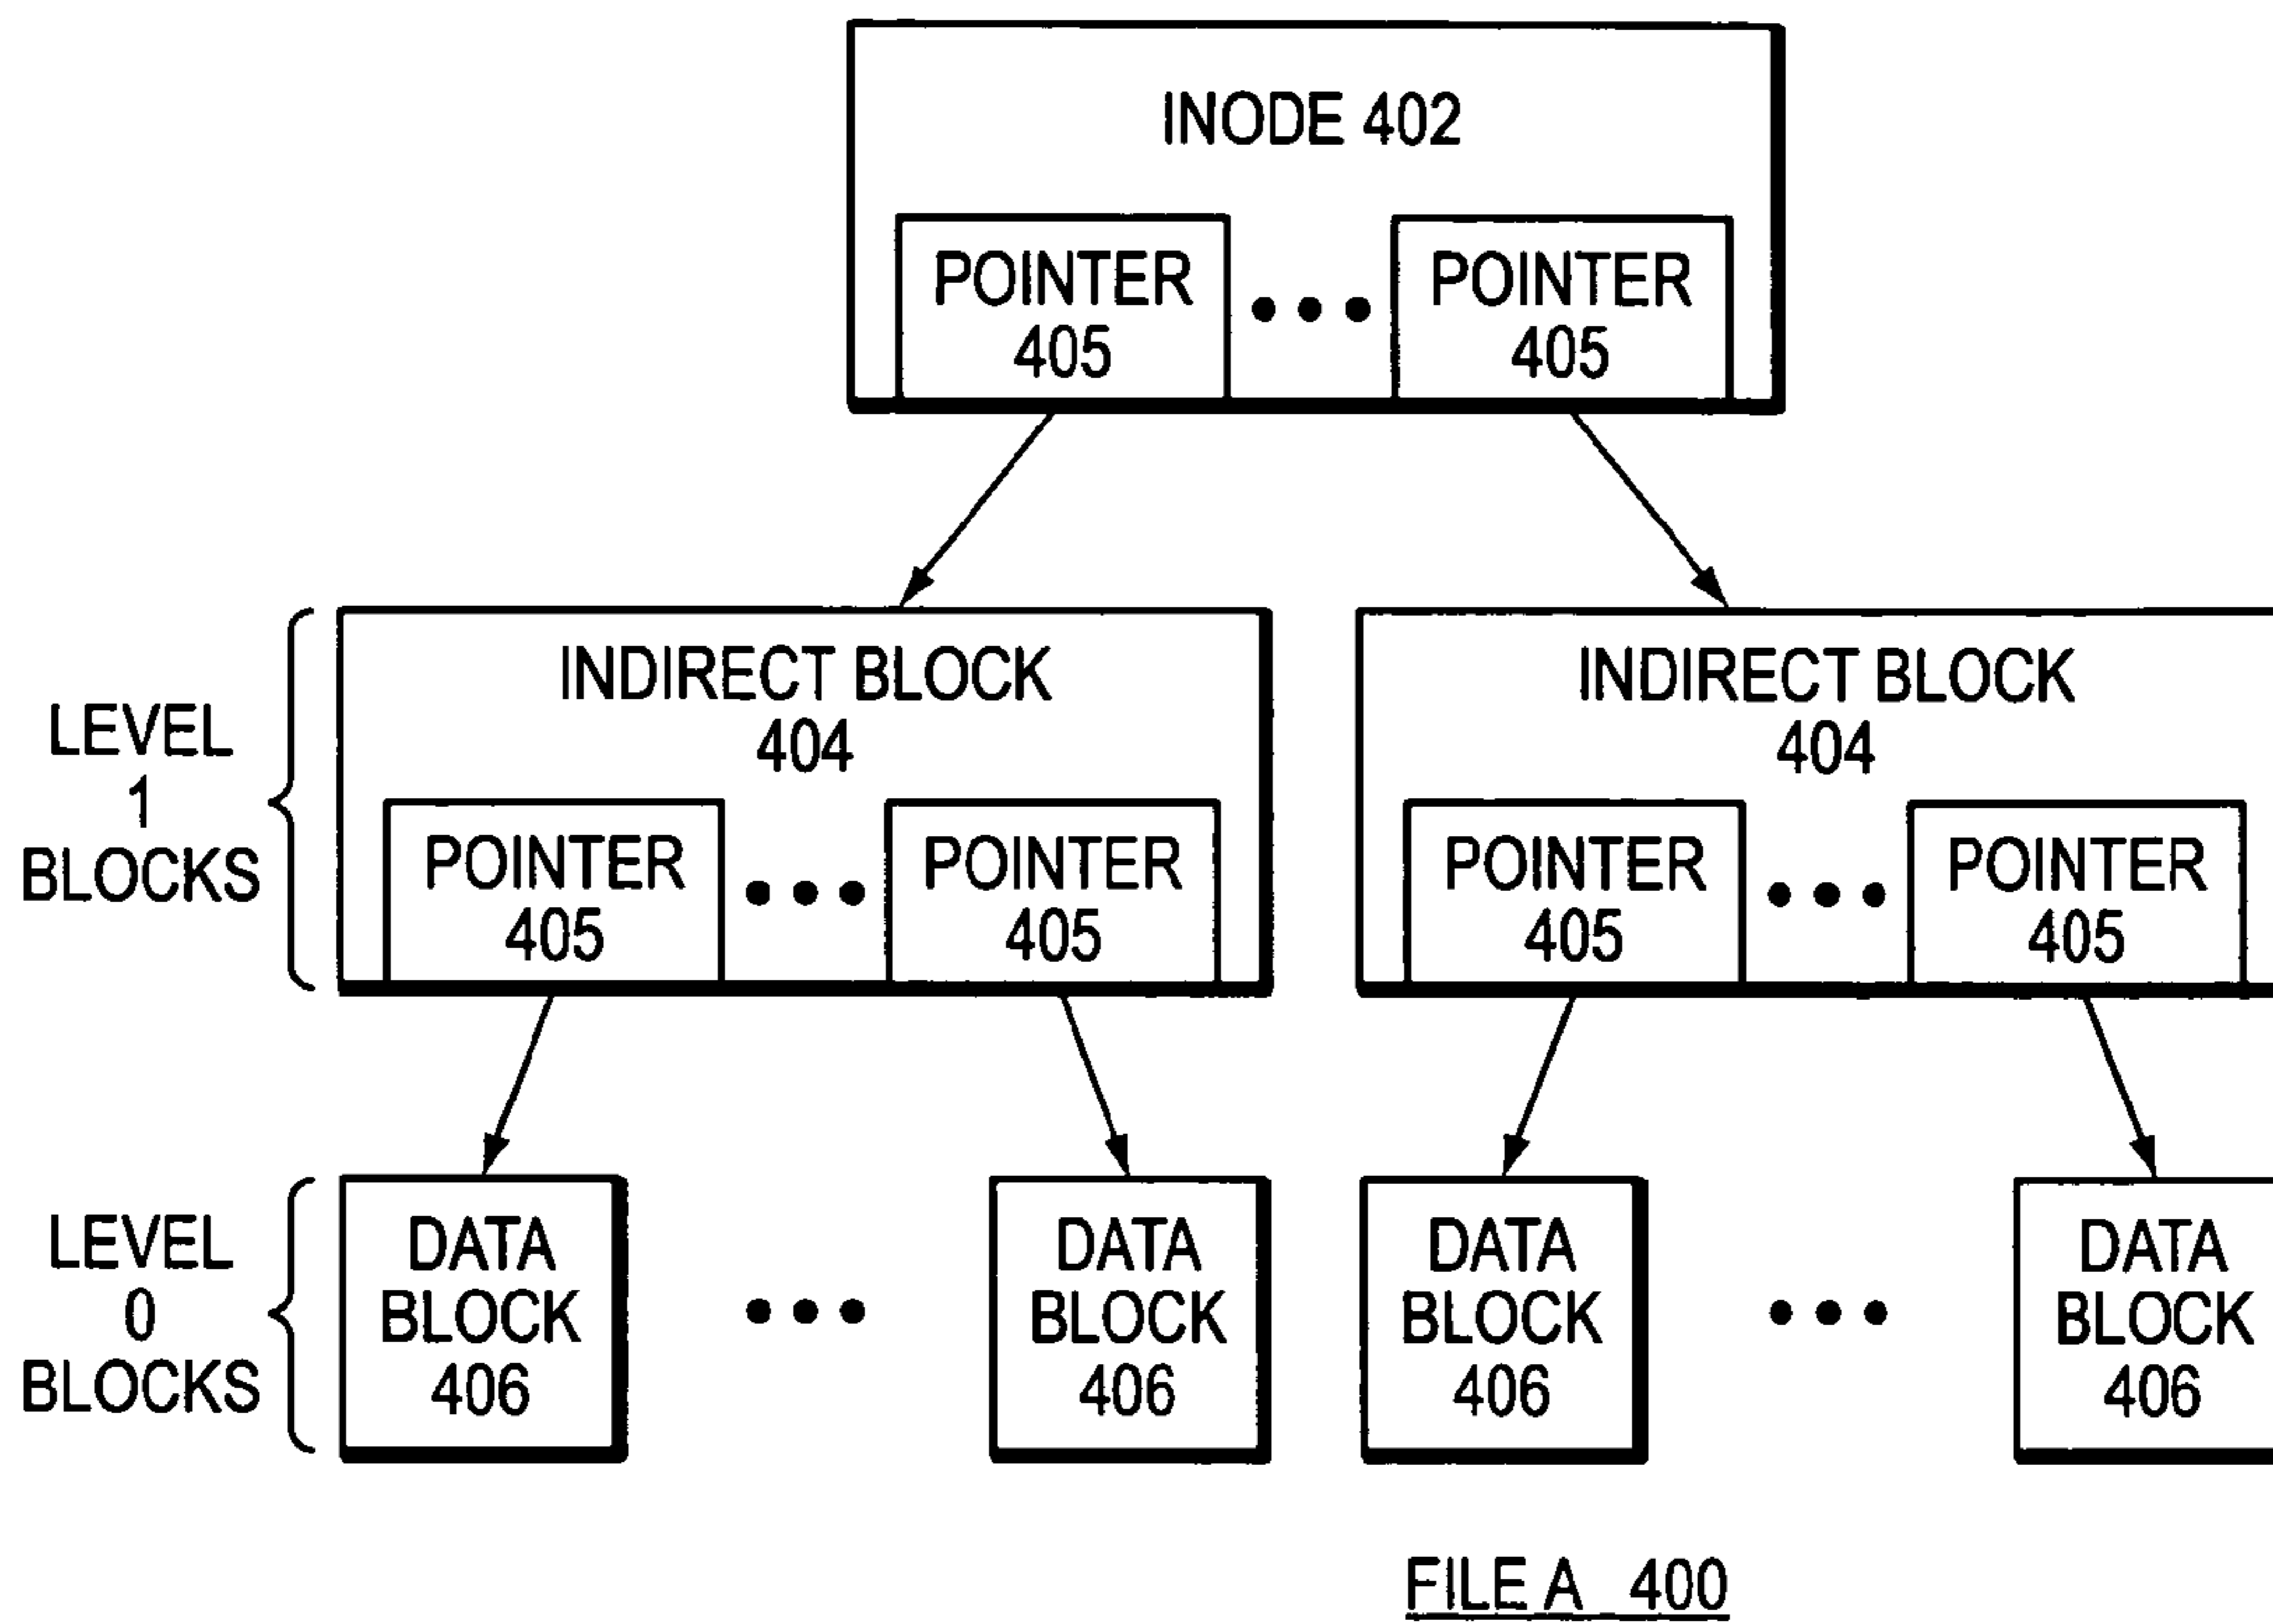 INODE 402
POINTER
405
POINTER
405
LEVEL
1
BLOCKS
INDIRECT BLOCK
404
POINTER
405
POINTER
405
INDIRECT BLOCK
404
POINTER
405
POINTER
405
LEVEL
0
BLOCKS
DATA
BLOCK
406
DATA
BLOCK
406
DATA
BLOCK
406
DATA
BLOCK
406
FILE A 400